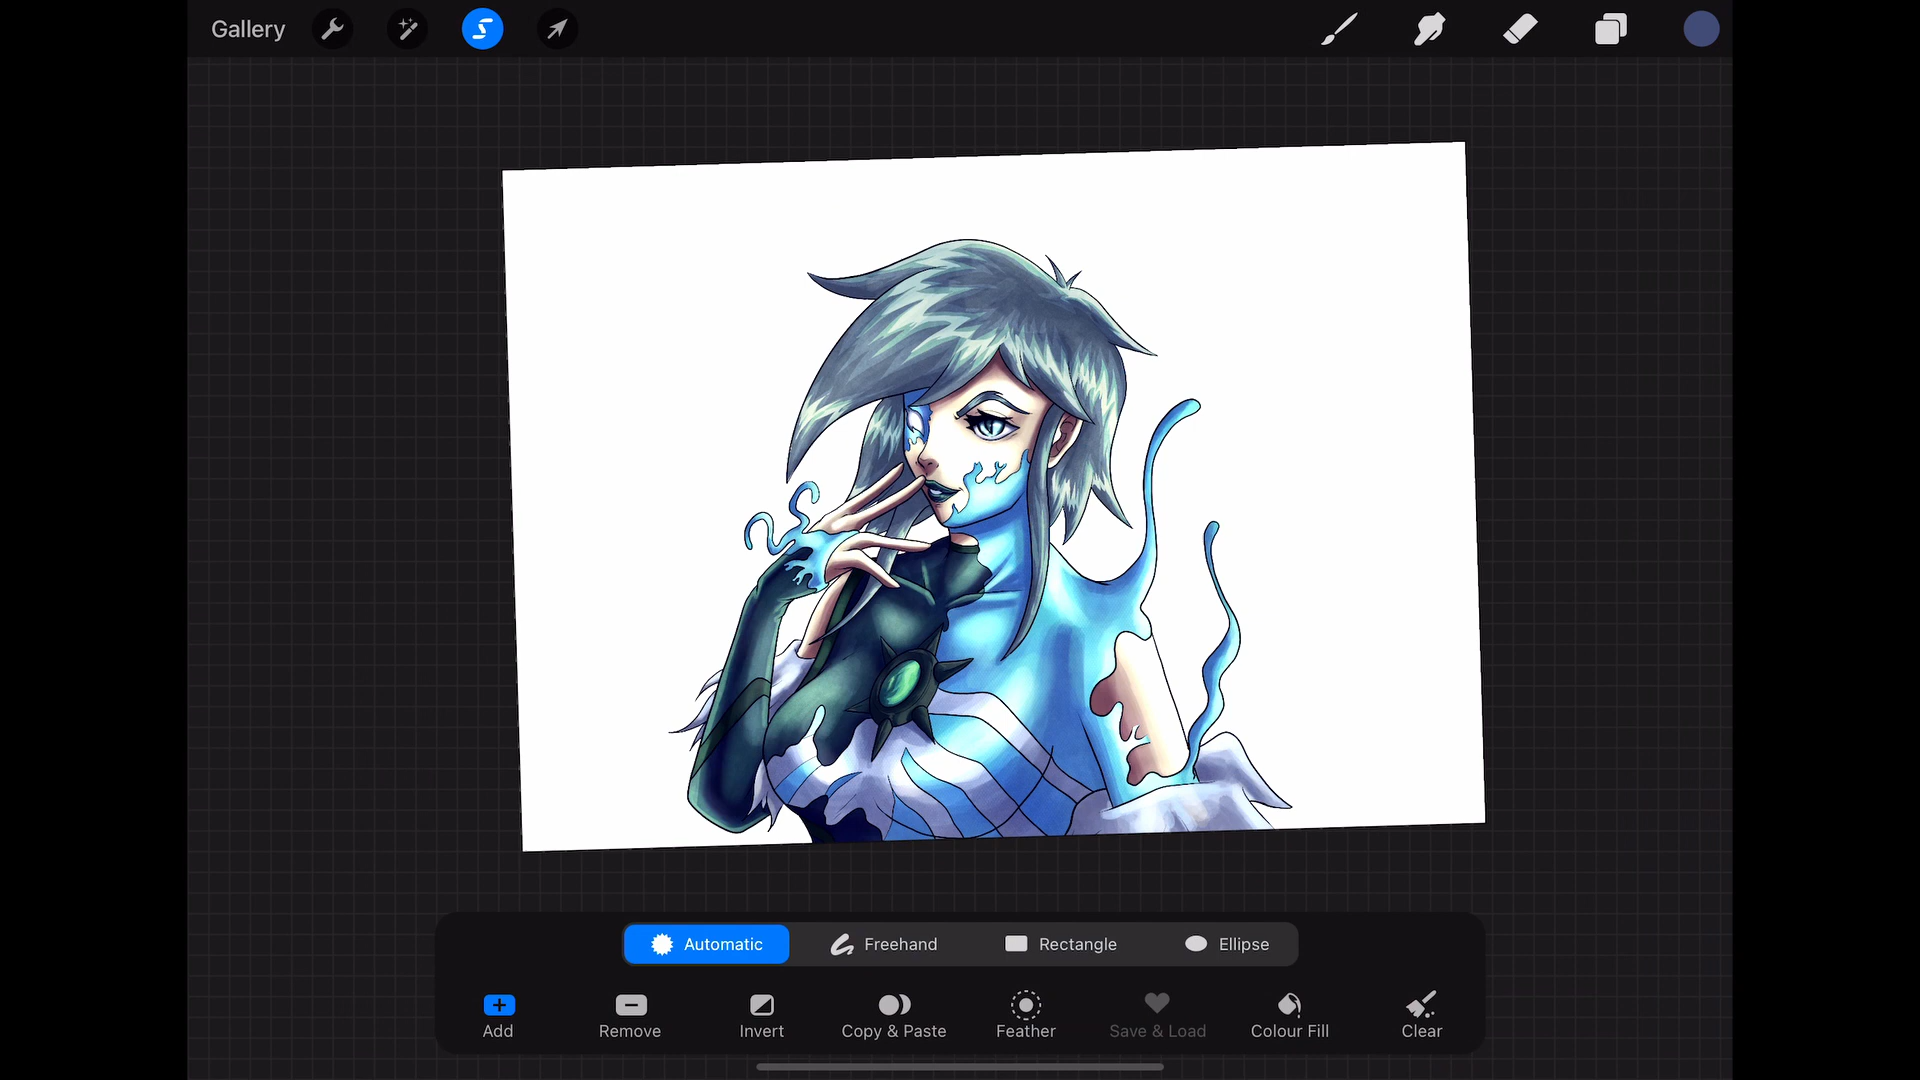 Gallery
Automatic Freehand Rectangle Ellipse
Add Remove Invert Copy & Paste Feather Save & Load Colour Fill Clear